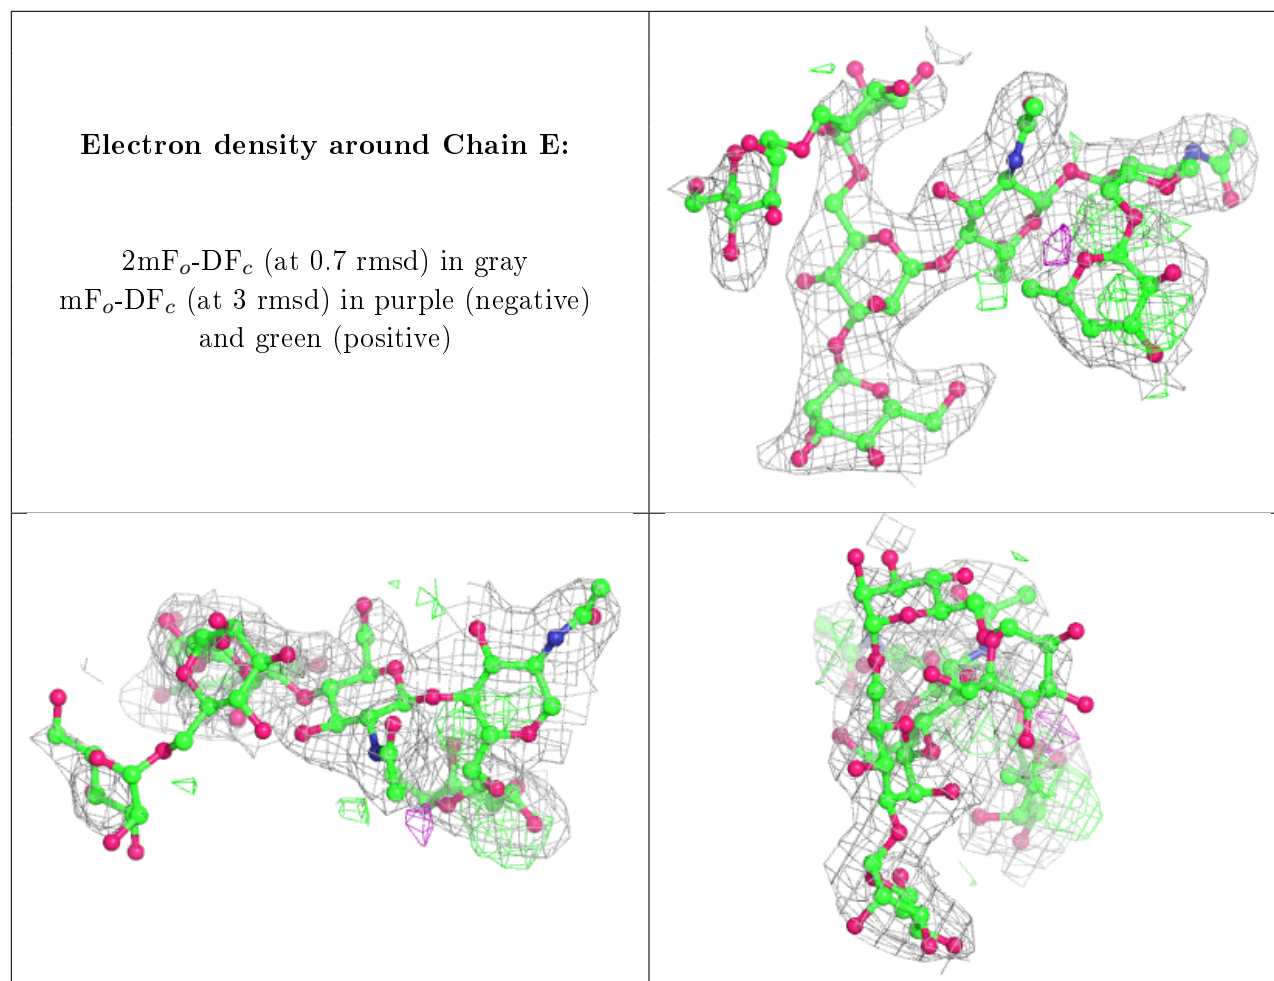 Electron density around Chain E:
2mFo-DFc (at 0.7 rmsd) in gray
mFo-DFc (at 3 rmsd) in purple (negative)
and green (positive)